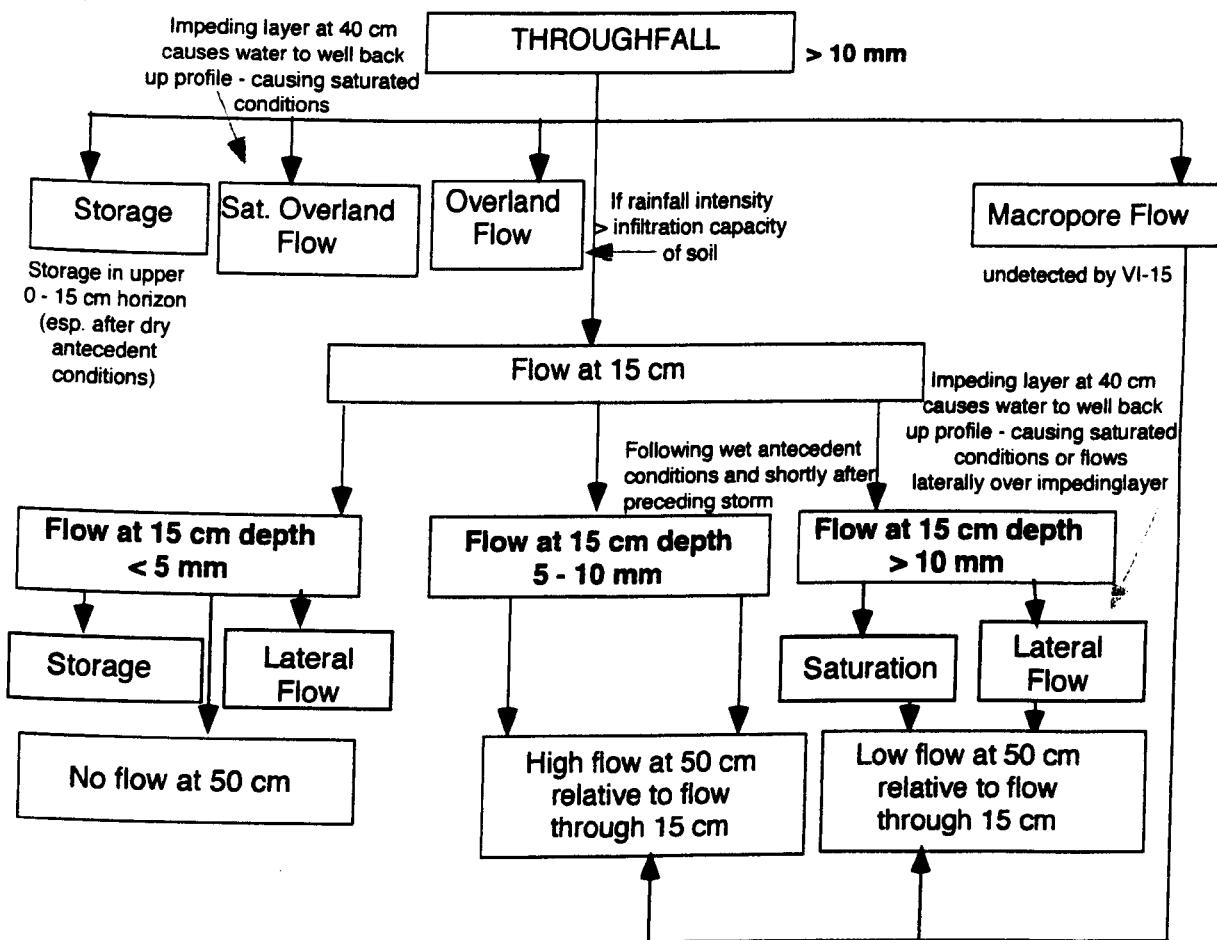 Impeding layer at 40 cm
causes water to well back
up profile - causing saturated
conditions
THROUGHFALL
> 10 mm
Storage
Sat. Overland
Flow
Overland
Flow
If rainfall intensity
> infiltration capacity
of soil
Macropore Flow
undetected by VI-15
Storage in upper
0 - 15 cm horizon
(esp. after dry
antecedent
conditions)
Flow at 15 cm
Impeding layer at 40 cm
causes water to well back
up profile - causing saturated
conditions or flows
laterally over impedinglayer
Following wet antecedent
conditions and shortly after
preceding storm
Flow at 15 cm depth
< 5 mm
Flow at 15 cm depth
5 - 10 mm
Flow at 15 cm depth
> 10 mm
Storage
Lateral
Flow
Saturation
Lateral
Flow
No flow at 50 cm
High flow at 50 cm
relative to flow
through 15 cm
Low flow at 50 cm
relative to flow
through 15 cm